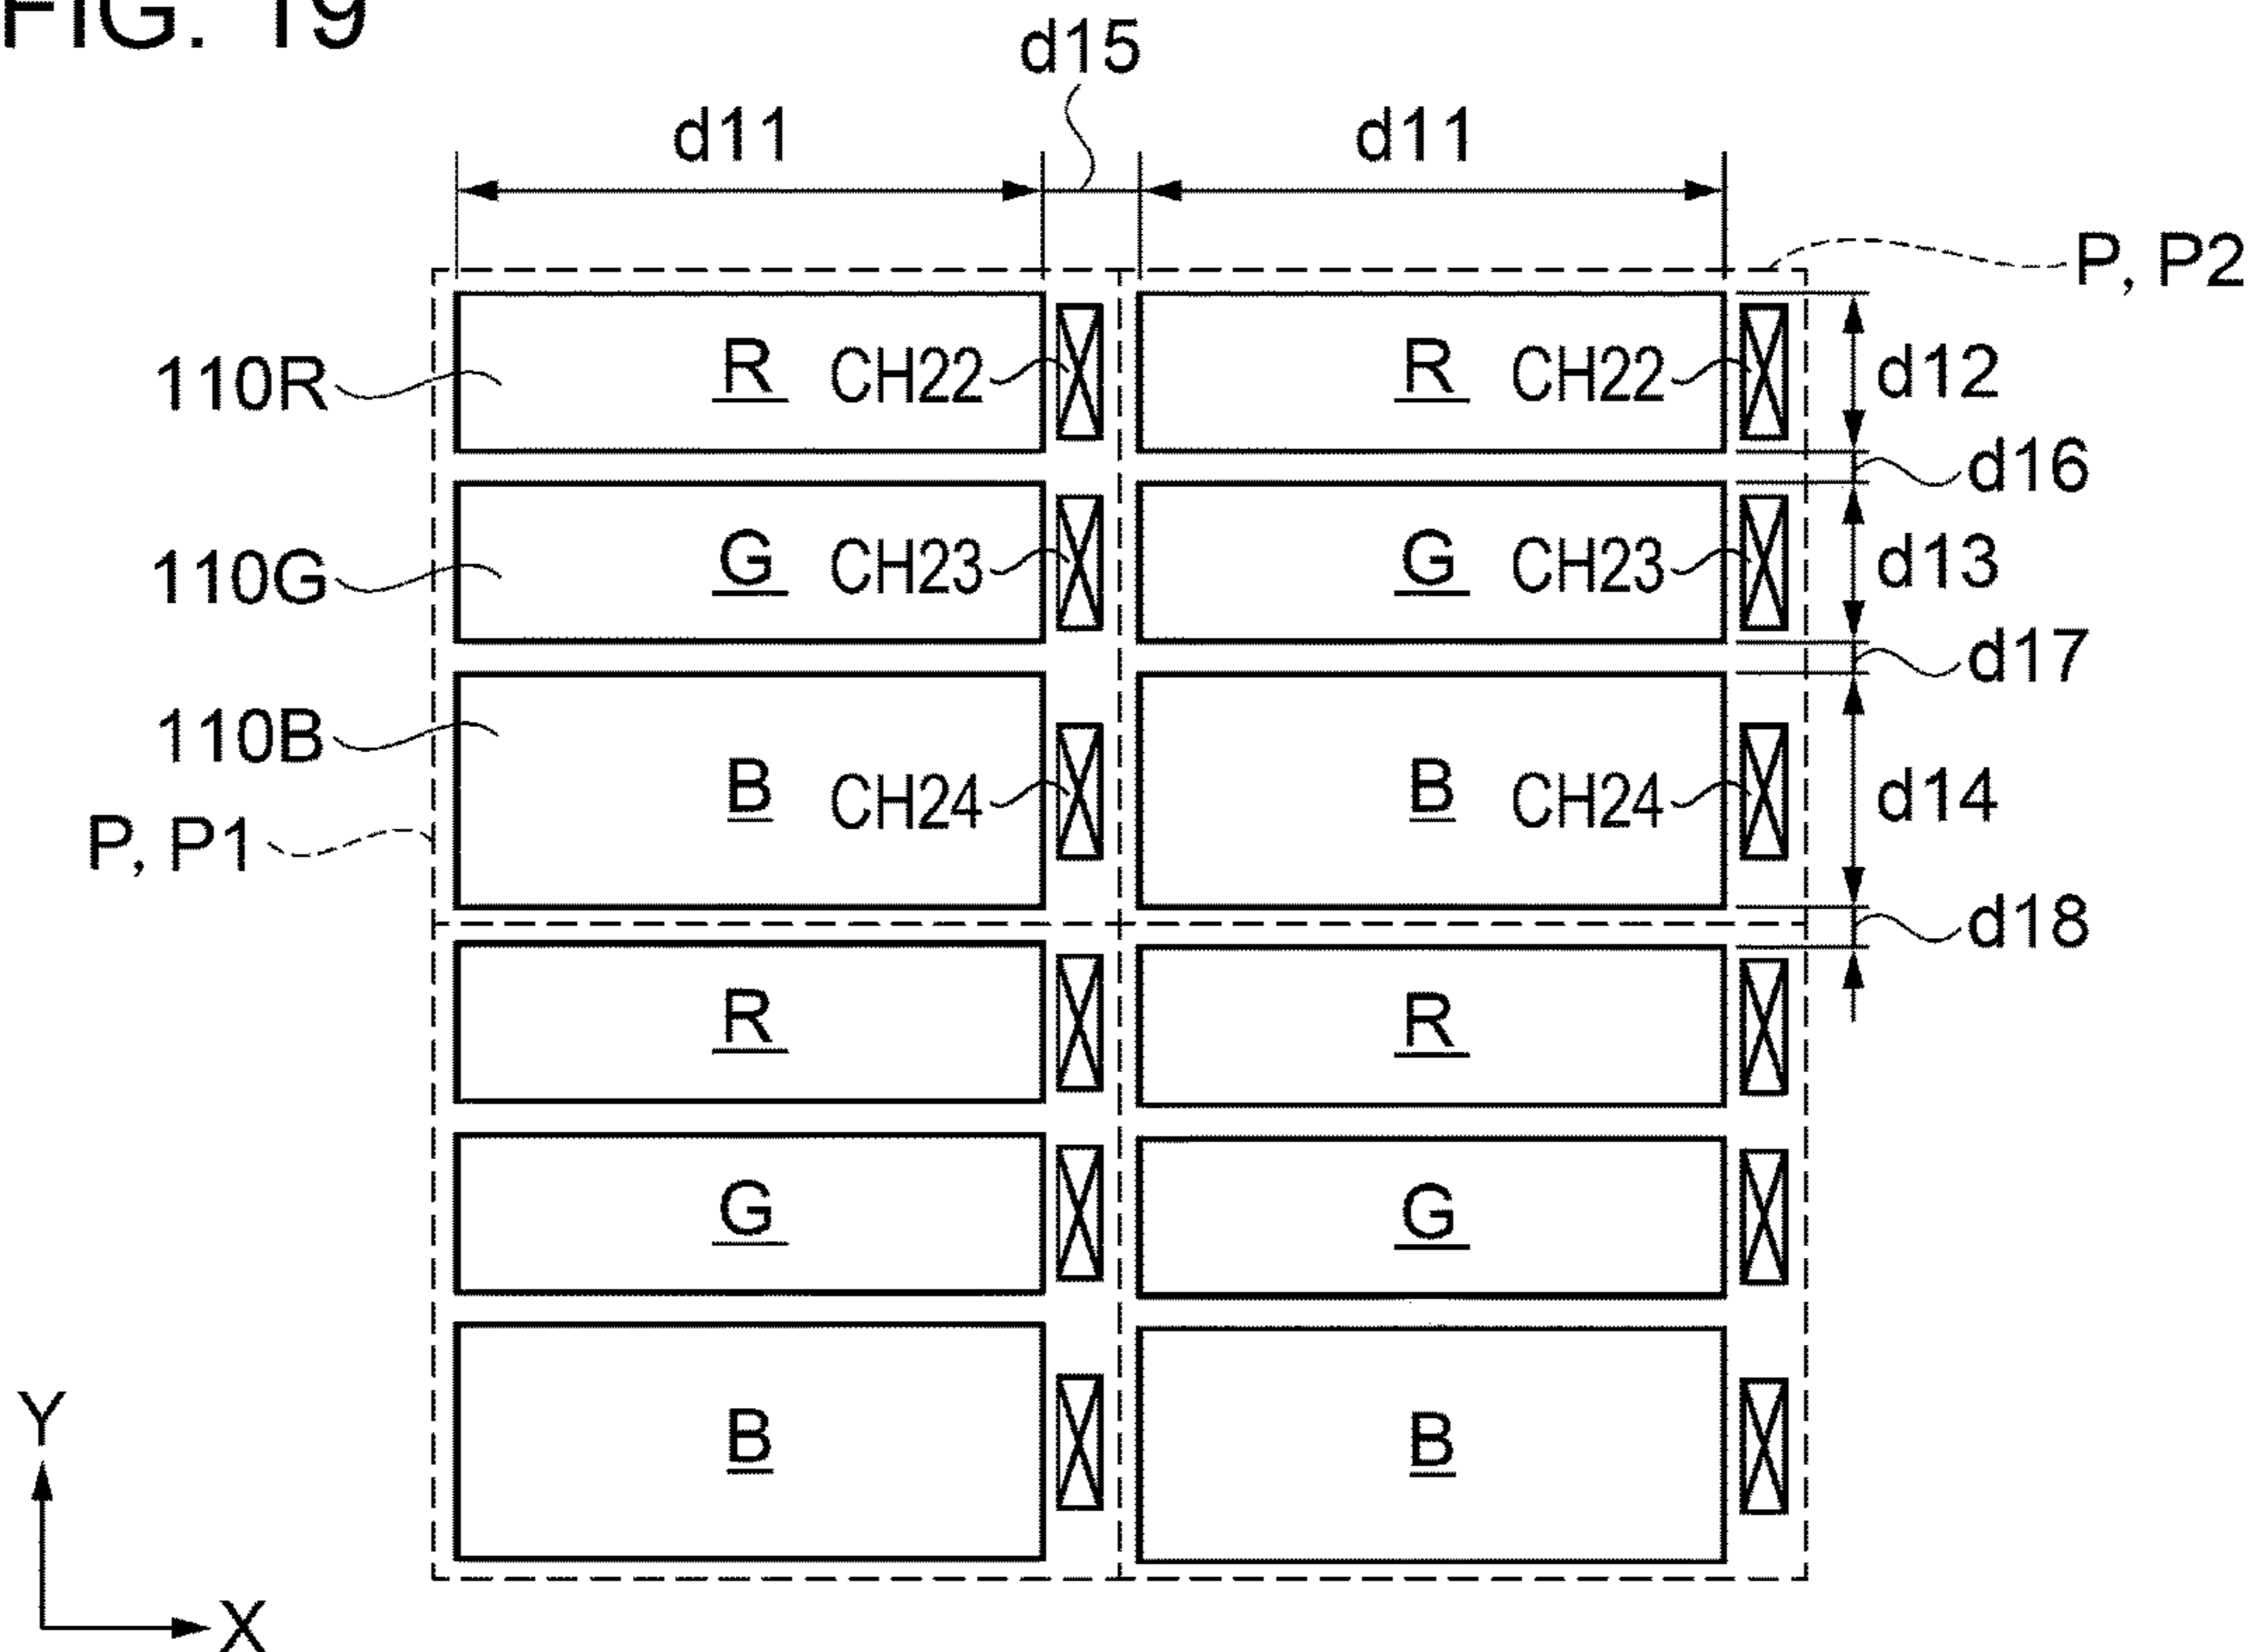 FIG. 19
d15
d11 d11
P, P2
110R R CH22 R CH22 d12
d16
110G G CH23 G CH23 d13
d17
110B B CH24 B CH24 d14
P, P1
d18
R R
G G
B B
Y
X